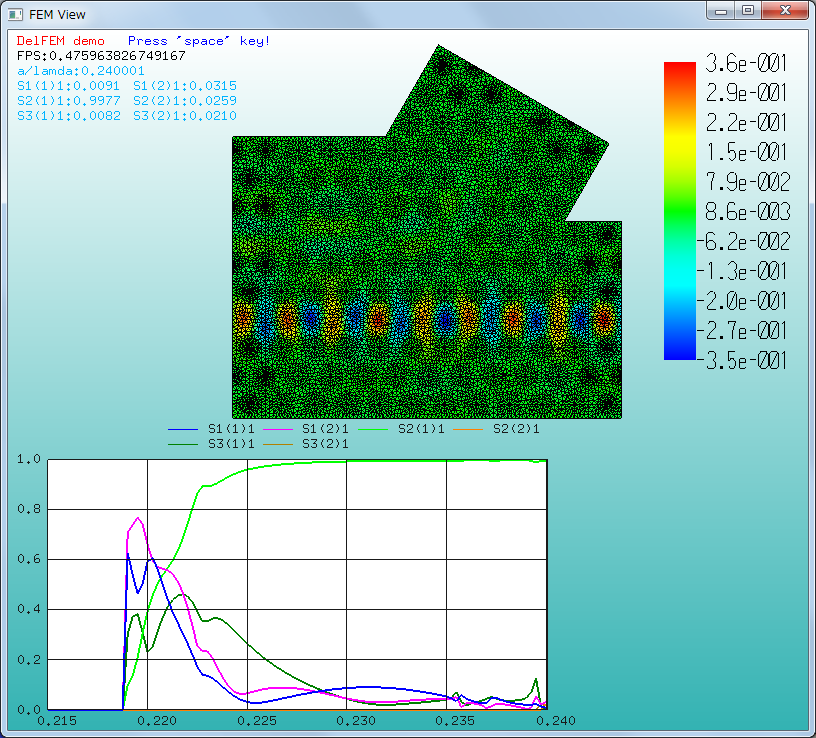 FEM View
DelFEM demo Press 'space' key!
FPS:0.475963826749167
a/lamda:0.240001
S1(1)1:0.0091 S1(2)1:0.0315
S2(1)1:0.9977 S2(2)1:0.0259
S3(1)1:0.0082 S3(2)1:0.0210
3.6e-001
2.9e-001
2.2e-001
1.5e-001
7.9e-002
8.6e-003
-6.2e-002
-1.3e-001
-2.0e-001
-2.7e-001
-3.5e-001
S1(1)1 S1(2)1 S2(1)1 S2(2)1
S3(1)1 S3(2)1
1.0
0.8
0.6
0.4
0.2
0.0
0.215 0.220 0.225 0.230 0.235 0.240